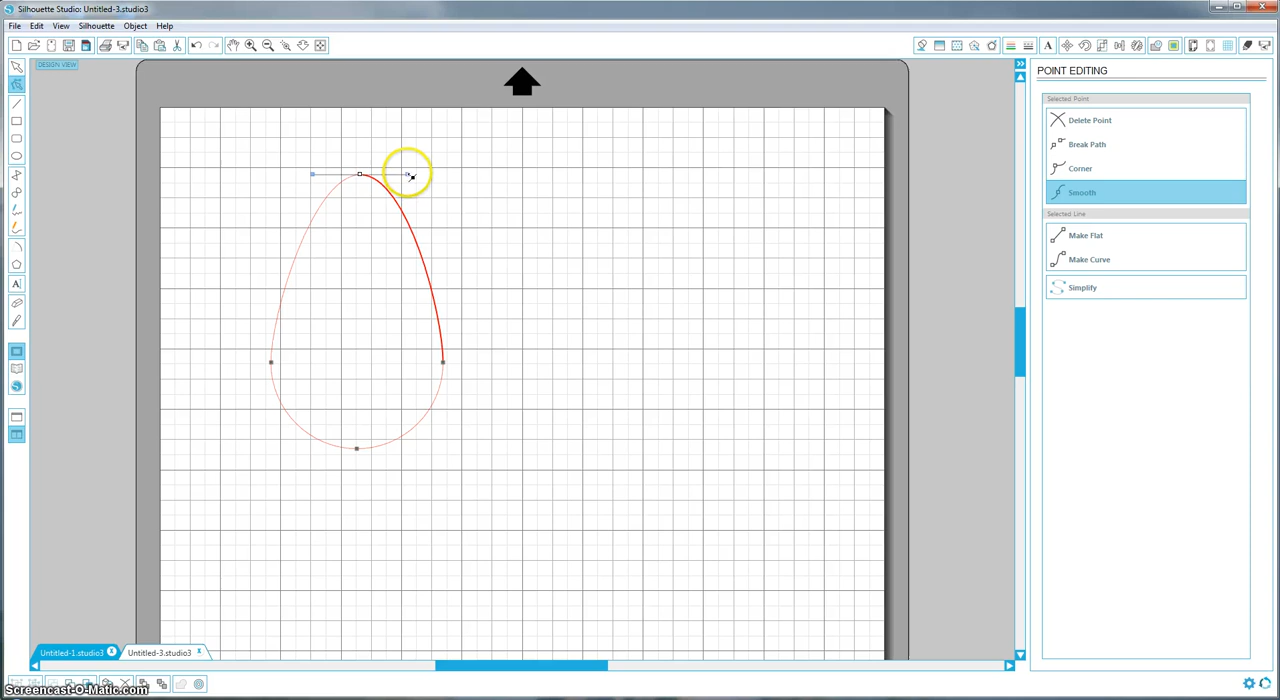 Silhouette Studio: Untitled-3.studio3
File Edit View Silhouette Object Help
DESIGN VIEW
POINT EDITING
Selected Point
Delete Point
Break Path
Corner
Smooth
Selected Line
Make Flat
Make Curve
Simplify
Untitled-1.studio3 Untitled-3.studio3
Screencast-O-Matic.com